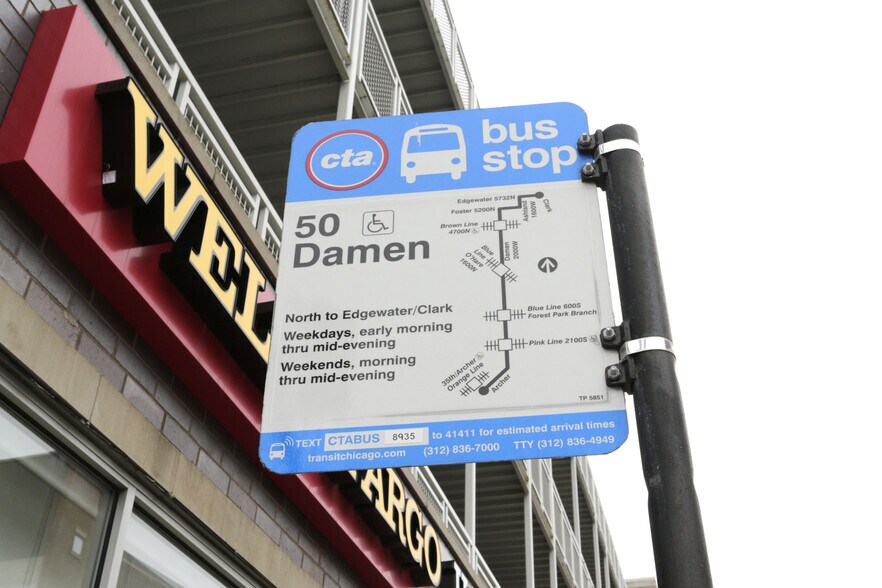 cta
bus
stop
50
Damen
North to Edgewater/Clark
Weekdays, early morning
thru mid-evening
Weekends, morning
thru mid-evening
Edgewater 5732N
Foster 5200N
Clark
Ashland
1600W
Brown Line
4700N
Damen
2000W
Blue
Line
O'Hare
1600N
Blue Line 600S
Forest Park Branch
Pink Line 2100S
35th/Archer
Orange Line
Archer
TP 5851
TEXT CTABUS 8935 to 41411 for estimated arrival times
transitchicago.com (312) 836-7000 TTY (312) 836-4949
WELL
ARGO